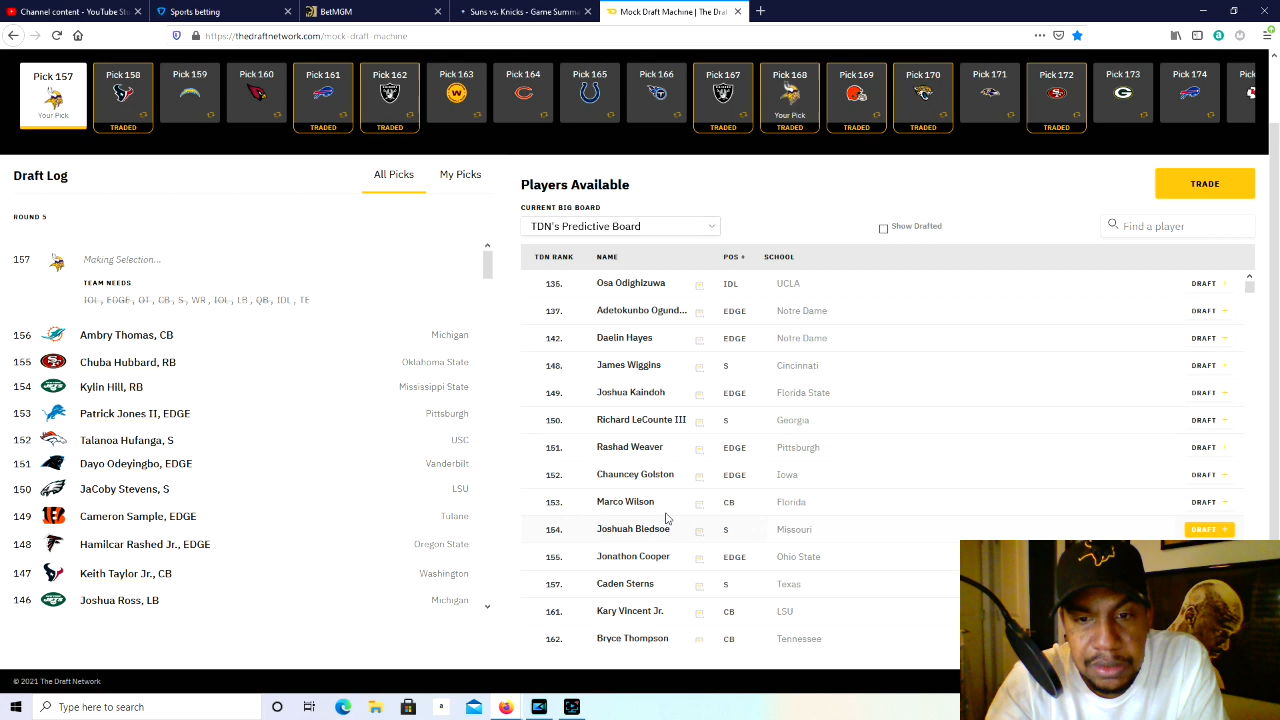 Channel content - YouTube St
Sports betting
BetMGM
Suns vs. Knicks - Game Summa
Mock Draft Machine | The Dra
https://thedraftnetwork.com/mock-draft-machine
Pick 157
Your Pick
Pick 158
TRADED
Pick 159
Pick 160
Pick 161
TRADED
Pick 162
TRADED
Pick 163
Pick 164
Pick 165
Pick 166
Pick 167
TRADED
Pick 168
Your Pick
TRADED
Pick 169
TRADED
Pick 170
TRADED
Pick 171
Pick 172
TRADED
Pick 173
Pick 174
Draft Log
All Picks
My Picks
ROUND 5
157 Making Selection...
TEAM NEEDS
IOL, EDGE, OT, CB, S, WR, IOL, LB, QB, IDL, TE
156 Ambry Thomas, CB Michigan
155 Chuba Hubbard, RB Oklahoma State
154 Kylin Hill, RB Mississippi State
153 Patrick Jones II, EDGE Pittsburgh
152 Talanoa Hufanga, S USC
151 Dayo Odeyingbo, EDGE Vanderbilt
150 JaCoby Stevens, S LSU
149 Cameron Sample, EDGE Tulane
148 Hamilcar Rashed Jr., EDGE Oregon State
147 Keith Taylor Jr., CB Washington
146 Joshua Ross, LB Michigan
Players Available
TRADE
CURRENT BIG BOARD
TDN's Predictive Board
Show Drafted
Find a player
TDN RANK NAME POS + SCHOOL
135. Osa Odighizuwa IDL UCLA DRAFT +
137. Adetokunbo Ogund... EDGE Notre Dame DRAFT +
142. Daelin Hayes EDGE Notre Dame DRAFT +
148. James Wiggins S Cincinnati DRAFT +
149. Joshua Kaindoh EDGE Florida State DRAFT +
150. Richard LeCounte III S Georgia DRAFT +
151. Rashad Weaver EDGE Pittsburgh DRAFT +
152. Chauncey Golston EDGE Iowa DRAFT +
153. Marco Wilson CB Florida DRAFT +
154. Joshuah Bledsoe S Missouri DRAFT +
155. Jonathon Cooper EDGE Ohio State
157. Caden Sterns S Texas
161. Kary Vincent Jr. CB LSU
162. Bryce Thompson CB Tennessee
© 2021 The Draft Network
Type here to search